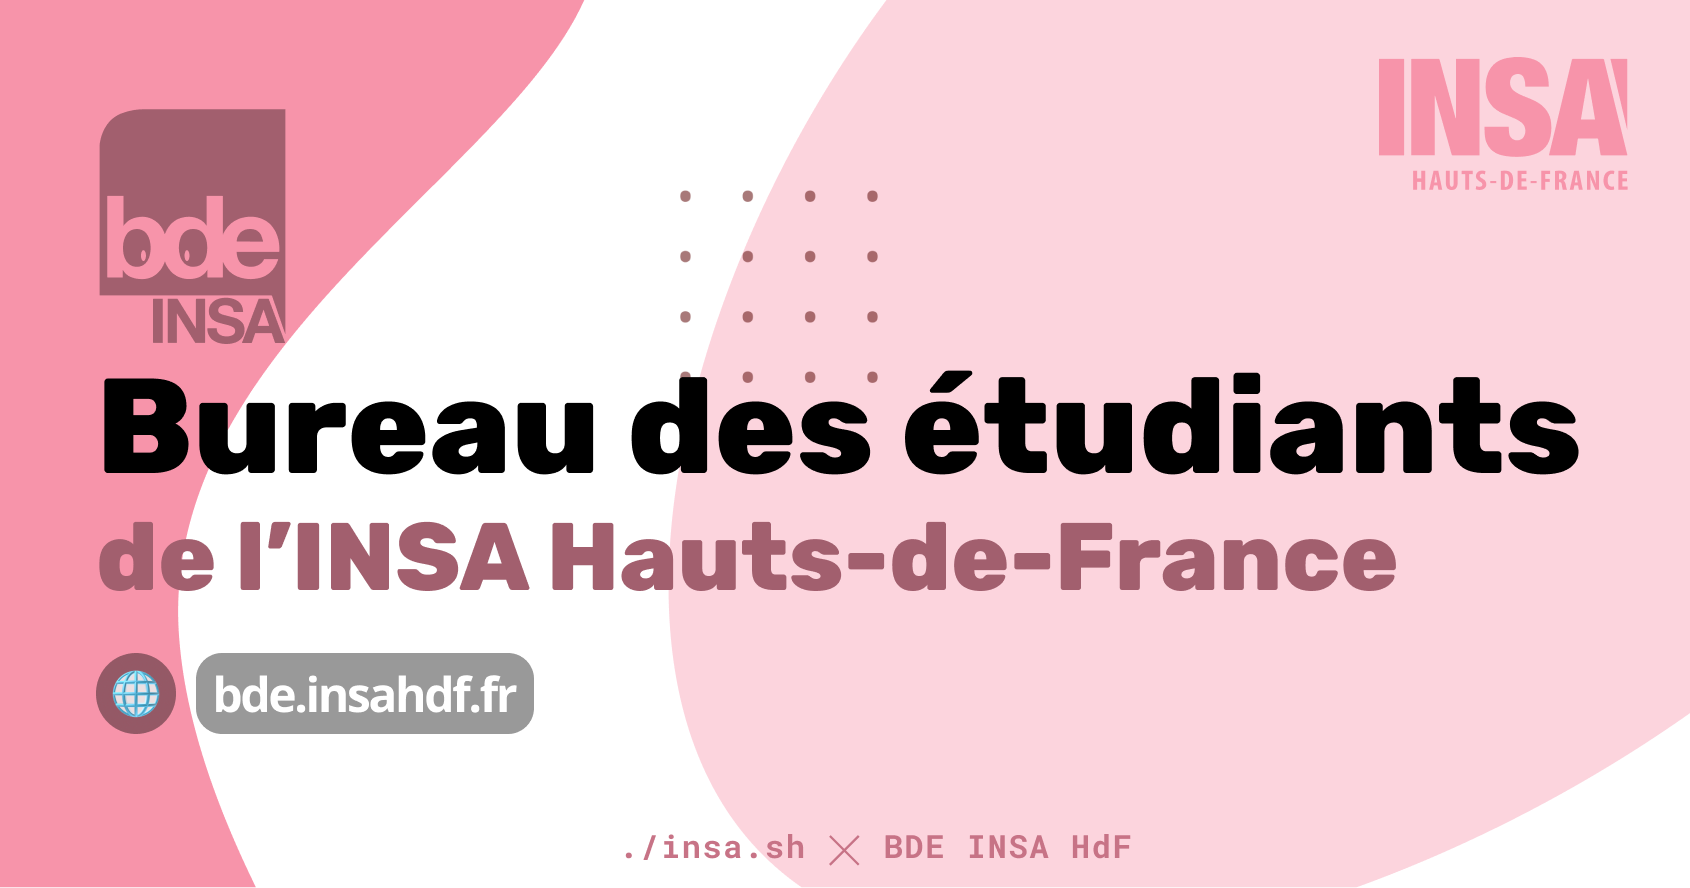 INSA
HAUTS-DE-FRANCE
bde
INSA
Bureau des étudiants
de l’INSA Hauts-de-France
bde.insahdf.fr
./insa.sh × BDE INSA HdF